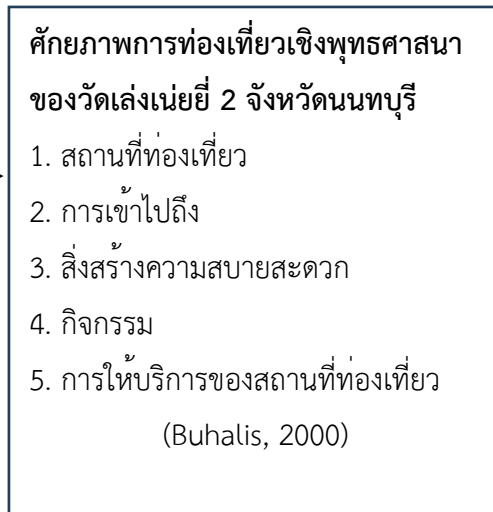 ศักยภาพการท่องเที่ยวเชิงพุทธศาสนา
ของวัดเล่งเน่ยยี่ 2 จังหวัดนนทบุรี
1. สถานที่ท่องเที่ยว
2. การเข้าไปถึง
3. สิ่งสร้างความสบายสะดวก
4. กิจกรรม
5. การให้บริการของสถานที่ท่องเที่ยว
(Buhalis, 2000)